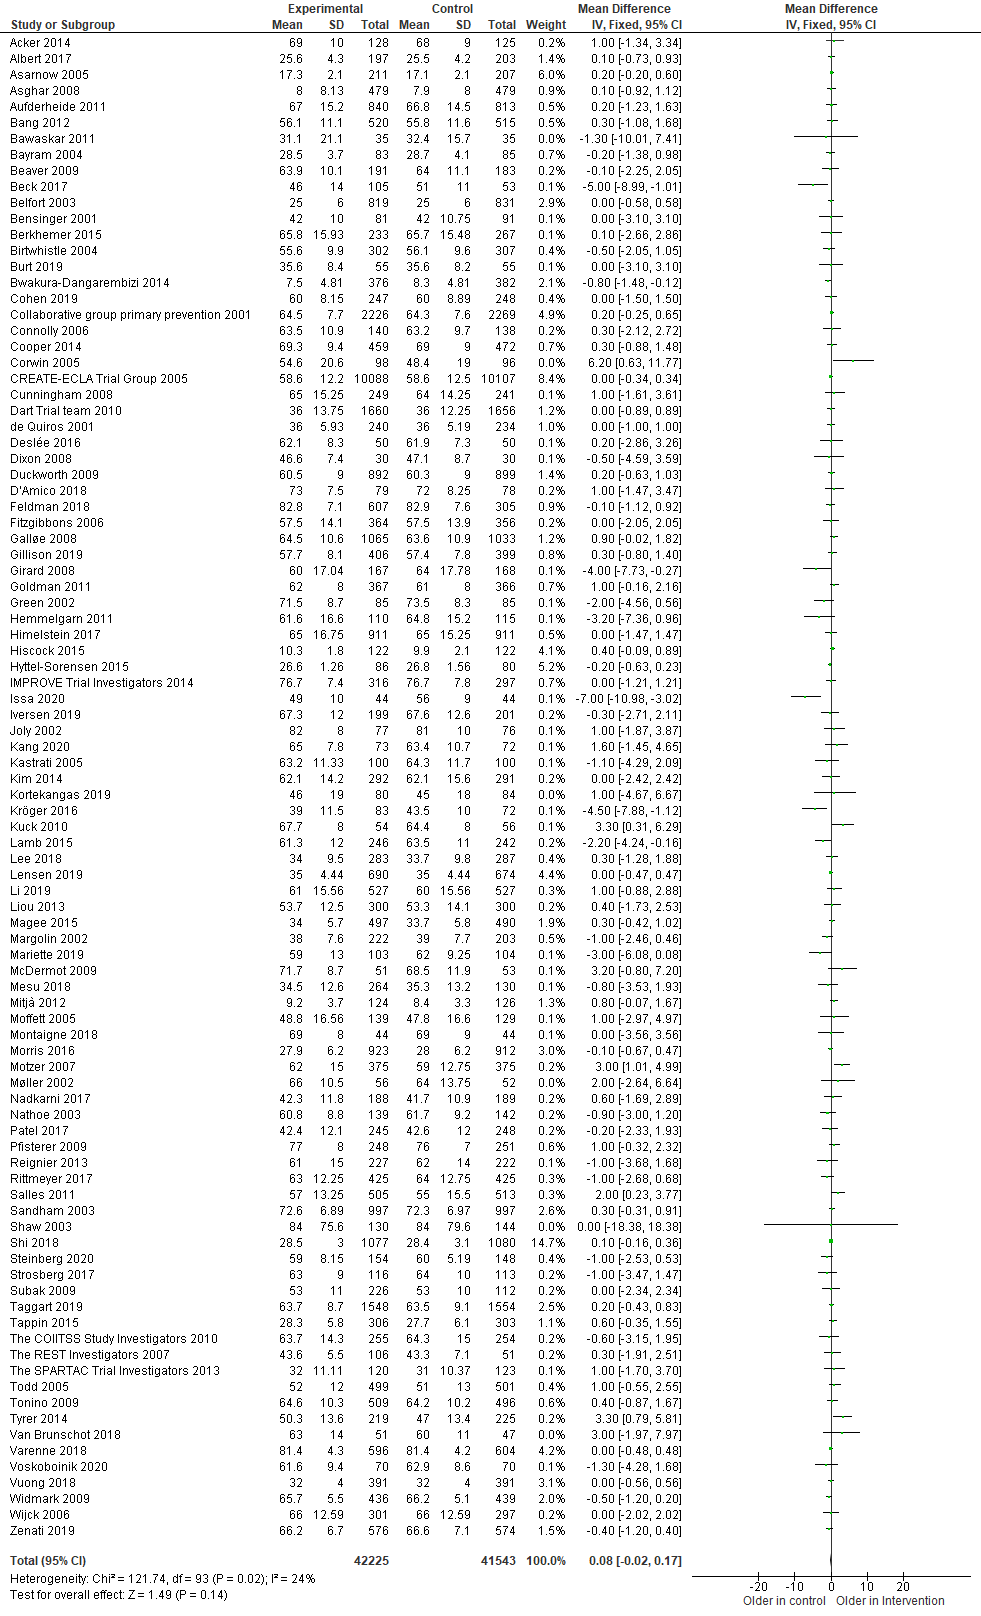 Experimental Control Mean Difference Mean Difference
Study or Subgroup Mean SD Total Mean SD Total Weight IV, Fixed, 95% CI IV, Fixed, 95% CI
Acker 2014 69 10 128 68 9 125 0.2% 1.00 [-1.34, 3.34]
Albert 2017 25.6 4.3 197 25.5 4.2 203 1.4% 0.10 [-0.73, 0.93]
Asarnow 2005 17.3 2.1 211 17.1 2.1 207 6.0% 0.20 [-0.20, 0.60]
Asghar 2008 8 8.13 479 7.9 8 479 0.9% 0.10 [-0.92, 1.12]
Aufderheide 2011 67 15.2 840 66.8 14.5 813 0.5% 0.20 [-1.23, 1.63]
Bang 2012 56.1 11.1 520 55.8 11.6 515 0.5% 0.30 [-1.08, 1.68]
Bawaskar 2011 31.1 21.1 35 32.4 15.7 35 0.0% -1.30 [-10.01, 7.41]
Bayram 2004 28.5 3.7 83 28.7 4.1 85 0.7% -0.20 [-1.38, 0.98]
Beaver 2009 63.9 10.1 191 64 11.1 183 0.2% -0.10 [-2.25, 2.05]
Beck 2017 46 14 105 51 11 53 0.1% -5.00 [-8.99, -1.01]
Belfort 2003 25 6 819 25 6 831 2.9% 0.00 [-0.58, 0.58]
Bensinger 2001 42 10 81 42 10.75 91 0.1% 0.00 [-3.10, 3.10]
Berkhemer 2015 65.8 15.93 233 65.7 15.48 267 0.1% 0.10 [-2.66, 2.86]
Birtwhistle 2004 55.6 9.9 302 56.1 9.6 307 0.4% -0.50 [-2.05, 1.05]
Burt 2019 35.6 8.4 55 35.6 8.2 55 0.1% 0.00 [-3.10, 3.10]
Bwakura-Dangarembizi 2014 7.5 4.81 376 8.3 4.81 382 2.0% -0.80 [-1.48, -0.12]
Cohen 2019 60 8.15 247 60 8.89 248 0.4% 0.00 [-1.50, 1.50]
Collaborative group primary prevention 2001 64.5 7.7 2226 64.3 7.6 2269 4.9% 0.20 [-0.25, 0.65]
Connolly 2006 63.5 10.9 140 63.2 9.7 138 0.2% 0.30 [-2.12, 2.72]
Cooper 2014 69.3 9.4 459 69 9 472 0.7% 0.30 [-0.88, 1.48]
Corwin 2005 54.6 20.6 98 48.4 19 96 0.0% 6.20 [0.63, 11.77]
CREATE-ECLA Trial Group 2005 58.6 12.2 10088 58.6 12.5 10107 8.4% 0.00 [-0.34, 0.34]
Cunningham 2008 65 15.25 249 64 14.25 241 0.1% 1.00 [-1.61, 3.61]
Dart Trial team 2010 36 13.75 1660 36 12.25 1656 1.2% 0.00 [-0.89, 0.89]
de Quiros 2001 36 5.93 240 36 5.19 234 0.9% 0.00 [-1.00, 1.00]
Deslée 2016 62.1 8.3 50 61.9 7.3 50 0.1% 0.20 [-2.86, 3.26]
Dixon 2008 46.6 7.4 30 47.1 8.7 30 0.1% -0.50 [-4.59, 3.59]
Duckworth 2009 60.5 9 892 60.3 9 899 1.4% 0.20 [-0.63, 1.03]
D'Amico 2018 73 7.5 79 72 8.25 78 0.2% 1.00 [-1.47, 3.47]
Feldman 2018 82.8 7.1 607 82.9 7.6 305 0.9% -0.10 [-1.12, 0.92]
Fitzgibbons 2006 57.5 14.1 364 57.5 13.9 356 0.2% 0.00 [-2.05, 2.05]
Galløe 2008 64.5 10.6 1065 63.6 10.9 1033 1.1% 0.90 [-0.02, 1.82]
Gillison 2019 57.7 8.1 406 57.4 7.8 399 0.8% 0.30 [-0.80, 1.40]
Girard 2008 60 17.04 167 64 17.78 168 0.1% -4.00 [-7.73, -0.27]
Goldman 2011 62 8 367 61 8 366 0.7% 1.00 [-0.16, 2.16]
Green 2002 71.5 8.7 85 73.5 8.3 85 0.1% -2.00 [-4.56, 0.56]
Hemmelgarn 2011 61.6 16.6 110 64.8 15.2 115 0.1% -3.20 [-7.36, 0.96]
Himelstein 2017 65 16.75 911 65 15.25 911 0.5% 0.00 [-1.47, 1.47]
Hiscock 2015 10.3 1.8 122 9.9 2.1 122 4.0% 0.40 [-0.09, 0.89]
Hyttel-Sorensen 2015 26.6 1.26 86 26.8 1.56 80 5.2% -0.20 [-0.63, 0.23]
IMPROVE Trial Investigators 2014 76.7 7.4 316 76.7 7.8 297 0.7% 0.00 [-1.21, 1.21]
Issa 2020 49 10 44 56 9 44 0.1% -7.00 [-10.98, -3.02]
Iversen 2019 67.3 12 199 67.6 12.6 201 0.2% -0.30 [-2.71, 2.11]
Joly 2002 82 8 77 81 10 76 0.1% 1.00 [-1.87, 3.87]
Kang 2020 65 7.8 73 63.4 10.7 72 0.1% 1.60 [-1.45, 4.65]
Kastrati 2005 63.2 11.33 100 64.3 11.7 100 0.1% -1.10 [-4.29, 2.09]
Kim 2014 62.1 14.2 292 62.1 15.6 291 0.2% 0.00 [-2.42, 2.42]
Kortekangas 2019 46 19 80 45 18 84 0.0% 1.00 [-4.67, 6.67]
Kröger 2016 39 11.5 83 43.5 10 72 0.1% -4.50 [-7.88, -1.12]
Kuck 2010 67.7 8 54 64.4 8 56 0.1% 3.30 [0.31, 6.29]
Lamb 2015 61.3 12 246 63.5 11 242 0.2% -2.20 [-4.24, -0.16]
Lee 2018 34 9.5 283 33.7 9.8 287 0.4% 0.30 [-1.28, 1.88]
Lensen 2019 35 4.44 690 35 4.44 674 4.4% 0.00 [-0.47, 0.47]
Li 2019 61 15.56 527 60 15.56 527 0.3% 1.00 [-0.88, 2.88]
Liou 2013 53.7 12.5 300 53.3 14.1 300 0.2% 0.40 [-1.73, 2.53]
Magee 2015 34 5.7 497 33.7 5.8 490 1.9% 0.30 [-0.42, 1.02]
Margolin 2002 38 7.6 222 39 7.7 203 0.4% -1.00 [-2.46, 0.46]
Mariette 2019 59 13 103 62 9.25 104 0.1% -3.00 [-6.08, 0.08]
McDermot 2009 71.7 8.7 51 68.5 11.9 53 0.1% 3.20 [-0.80, 7.20]
Mesu 2018 34.5 12.6 264 35.3 13.2 130 0.1% -0.80 [-3.53, 1.93]
Mitjà 2012 9.2 3.7 124 8.4 3.3 126 1.3% 0.80 [-0.07, 1.67]
Moffett 2005 48.8 16.56 139 47.8 16.6 129 0.1% 1.00 [-2.97, 4.97]
Montaigne 2018 69 8 44 69 9 44 0.1% 0.00 [-3.56, 3.56]
Morris 2016 27.9 6.2 923 28 6.2 912 3.0% -0.10 [-0.67, 0.47]
Motzer 2007 62 15 375 59 12.75 375 0.2% 3.00 [1.01, 4.99]
Møller 2002 66 10.5 56 64 13.75 52 0.0% 2.00 [-2.64, 6.64]
Nadkarni 2017 42.3 11.8 188 41.7 10.9 189 0.2% 0.60 [-1.69, 2.89]
Nathoe 2003 60.8 8.8 139 61.7 9.2 142 0.2% -0.90 [-3.00, 1.20]
Patel 2017 42.4 12.1 245 42.6 12 248 0.2% -0.20 [-2.33, 1.93]
Pfisterer 2009 77 8 248 76 7 251 0.6% 1.00 [-0.32, 2.32]
Reignier 2013 61 15 227 62 14 222 0.1% -1.00 [-3.68, 1.68]
Rittmeyer 2017 63 12.25 425 64 12.75 425 0.3% -1.00 [-2.68, 0.68]
Salles 2011 57 13.25 505 55 15.5 513 0.3% 2.00 [0.23, 3.77]
Sandham 2003 72.6 6.89 997 72.3 6.97 997 2.6% 0.30 [-0.31, 0.91]
Shaw 2003 84 75.6 130 84 79.6 144 0.0% 0.00 [-18.38, 18.38]
Shi 2018 28.5 3 1077 28.4 3.1 1080 14.7% 0.10 [-0.16, 0.36]
Steinberg 2020 59 8.15 154 60 5.19 148 0.4% -1.00 [-2.53, 0.53]
Strosberg 2017 63 9 116 64 10 113 0.2% -1.00 [-3.47, 1.47]
Subak 2009 53 11 226 53 10 112 0.2% 0.00 [-2.34, 2.34]
Taggart 2019 63.7 8.7 1548 63.5 9.1 1554 2.5% 0.20 [-0.43, 0.83]
Tappin 2015 28.3 5.8 306 27.7 6.1 303 1.1% 0.60 [-0.35, 1.55]
The COIITSS Study Investigators 2010 63.7 14.3 255 64.3 15 254 0.1% -0.60 [-3.15, 1.95]
The REST Investigators 2007 43.6 5.5 106 43.3 7.1 51 0.2% 0.30 [-1.91, 2.51]
The SPARTAC Trial Investigators 2013 32 11.11 120 31 10.37 123 0.1% 1.00 [-1.70, 3.70]
Todd 2005 52 12 499 51 13 501 0.4% 1.00 [-0.55, 2.55]
Tonino 2009 64.6 10.3 509 64.2 10.2 496 0.6% 0.40 [-0.87, 1.67]
Tyrer 2014 50.3 13.6 219 47 13.4 225 0.2% 3.30 [0.79, 5.81]
Van Brunschot 2018 63 14 51 60 11 47 0.0% 3.00 [-1.97, 7.97]
Varenne 2018 81.4 4.3 596 81.4 4.2 604 4.2% 0.00 [-0.48, 0.48]
Voskoboinik 2020 61.6 9.4 70 62.9 8.6 70 0.1% -1.30 [-4.28, 1.68]
Vuong 2018 32 4 391 32 4 391 3.1% 0.00 [-0.56, 0.56]
Widmark 2009 65.7 5.5 436 66.2 5.1 439 2.0% -0.50 [-1.20, 0.20]
Wijck 2006 66 12.59 301 66 12.59 297 0.2% 0.00 [-2.02, 2.02]
Zenati 2019 66.2 6.7 576 66.6 7.1 574 1.5% -0.40 [-1.20, 0.40]
Total (95% CI) 42225 41543 100.0% 0.08 [-0.02, 0.17]
Heterogeneity: Chi² = 121.74, df = 93 (P = 0.02); I² = 24%
Test for overall effect: Z = 1.49 (P = 0.14)
-20 -10 0 10 20
Older in control Older in Intervention